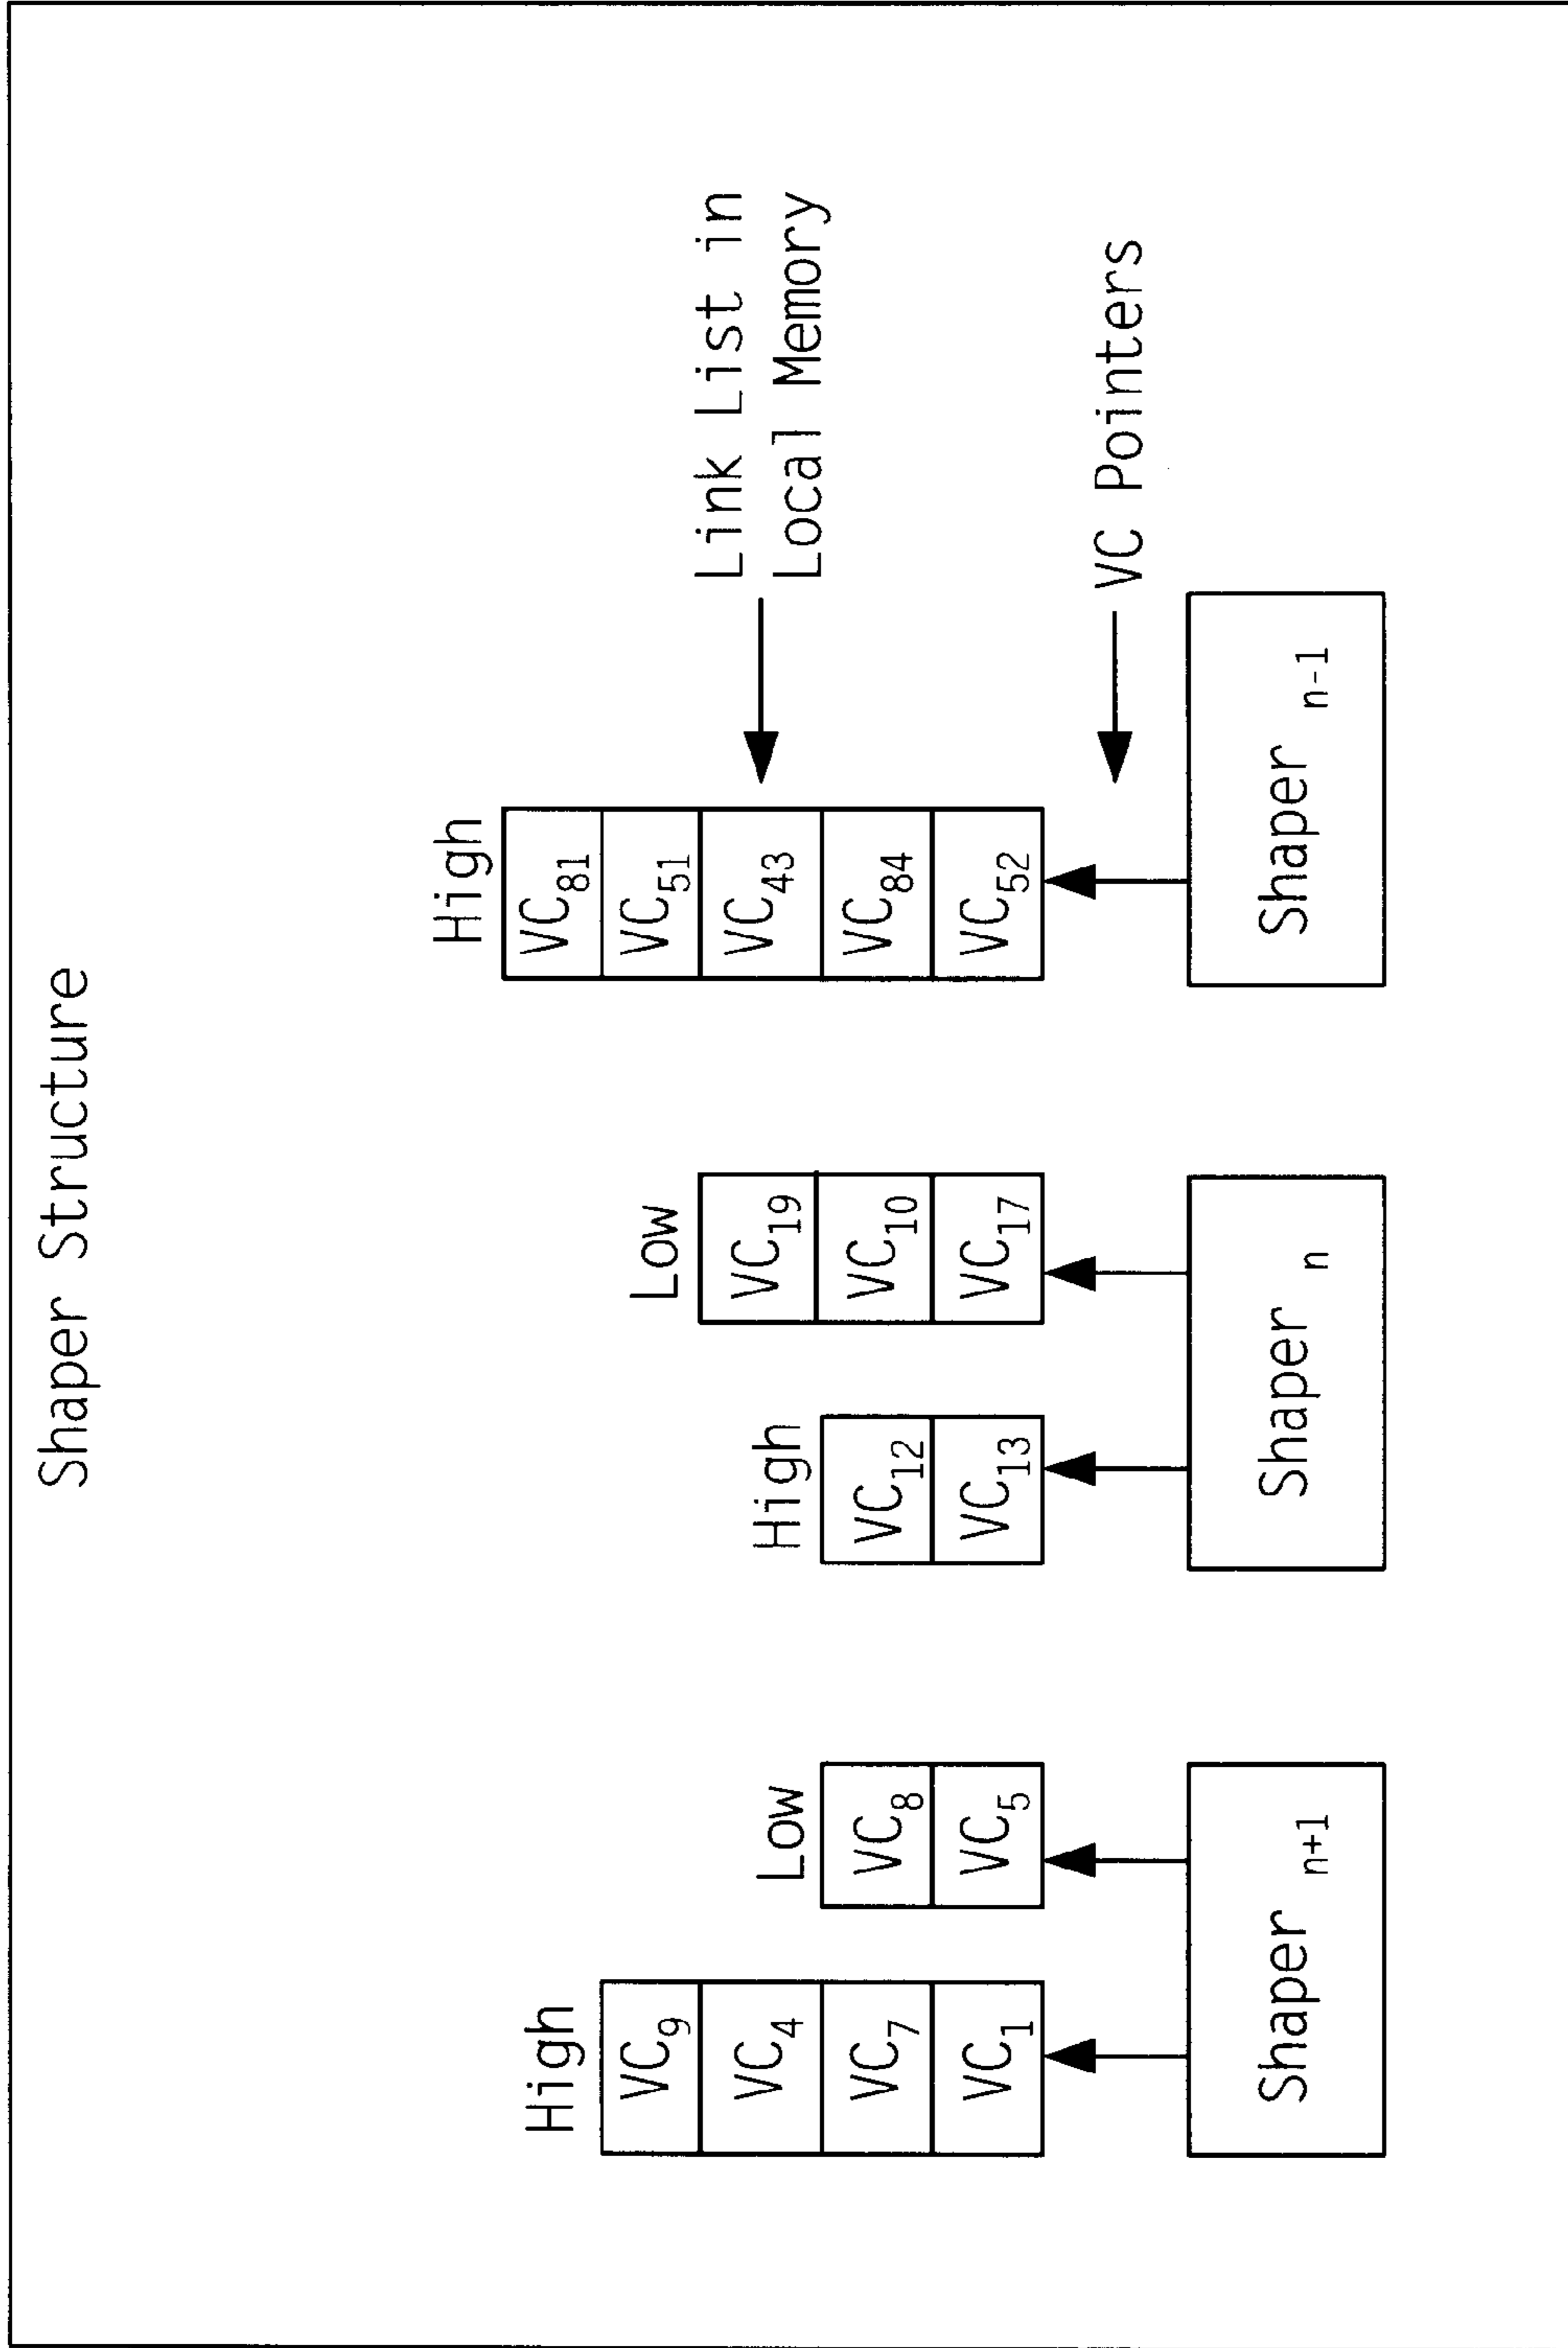 Shaper Structure
High
VC9
VC4
VC7
VC1
Low
VC8
VC5
Shaper n+1
High
VC12
VC13
Low
VC19
VC10
VC17
Shaper n
High
VC81
VC51
VC43
VC84
VC52
Shaper n-1
Link List in
Local Memory
VC Pointers